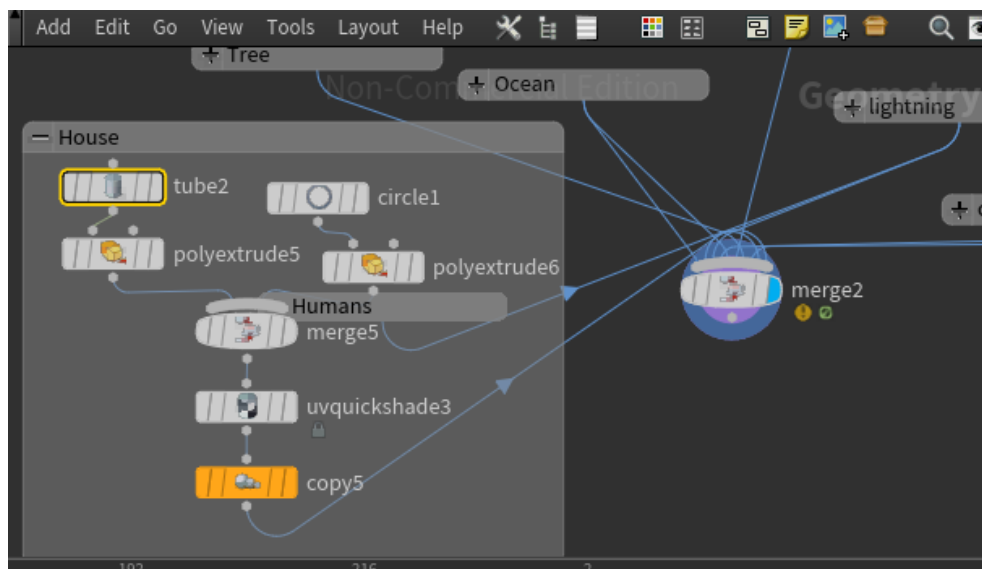 Add Edit Go View Tools Layout Help
Tree
Non-Commercial Edition
Ocean
Geometry
lightning
House
tube2
circle1
polyextrude5
polyextrude6
Humans
merge5
merge2
uvquickshade3
copy5